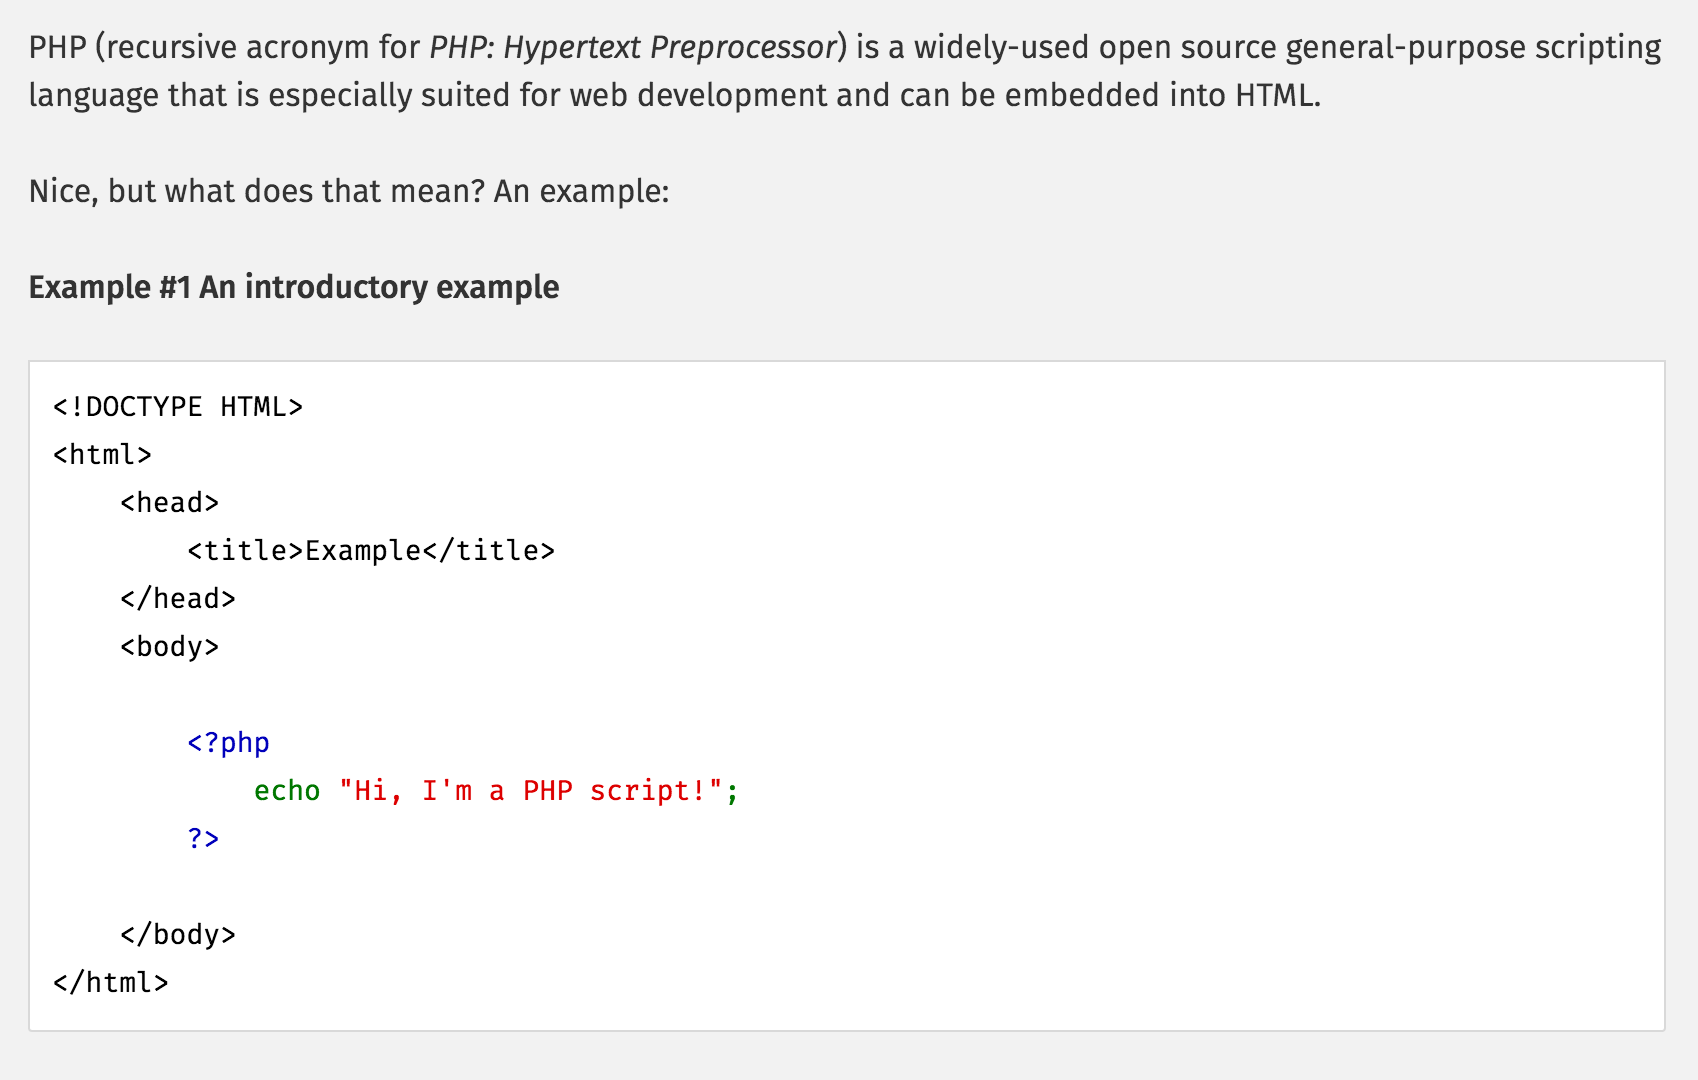 PHP (recursive acronym for PHP: Hypertext Preprocessor) is a widely-used open source general-purpose scripting
language that is especially suited for web development and can be embedded into HTML.
Nice, but what does that mean? An example:
Example #1 An introductory example
<!DOCTYPE HTML>
<html>
    <head>
        <title>Example</title>
    </head>
    <body>

        <?php
            echo "Hi, I'm a PHP script!";
        ?>

    </body>
</html>